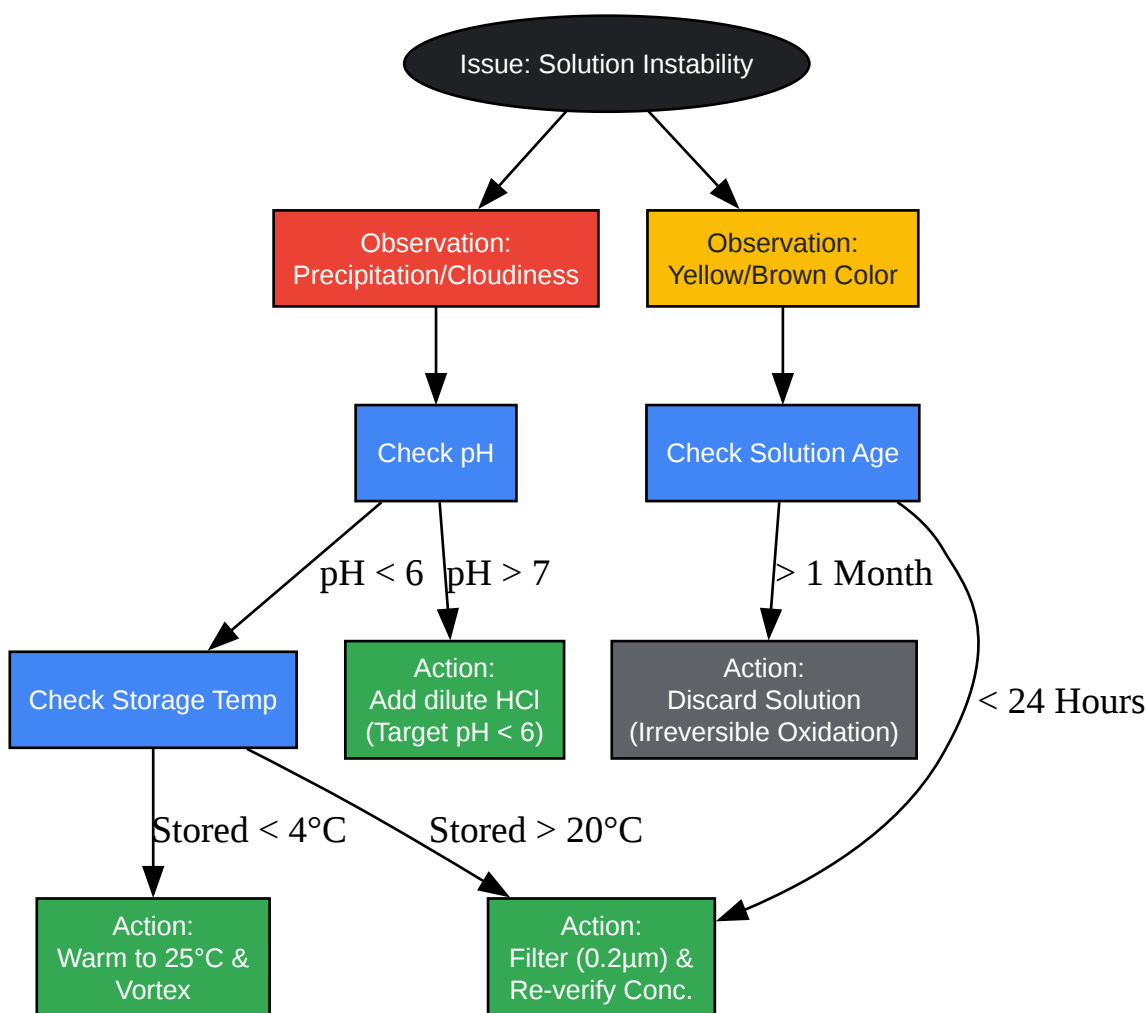 Issue: Solution Instability
Observation:
Precipitation/Cloudiness
Observation:
Yellow/Brown Color
Check pH
Check Solution Age
pH < 6
pH > 7
> 1 Month
Check Storage Temp
Action:
Add dilute HCl
(Target pH < 6)
Action:
Discard Solution
(Irreversible Oxidation)
< 24 Hours
Stored < 4°C
Stored > 20°C
Action:
Warm to 25°C &
Vortex
Action:
Filter (0.2µm) &
Re-verify Conc.